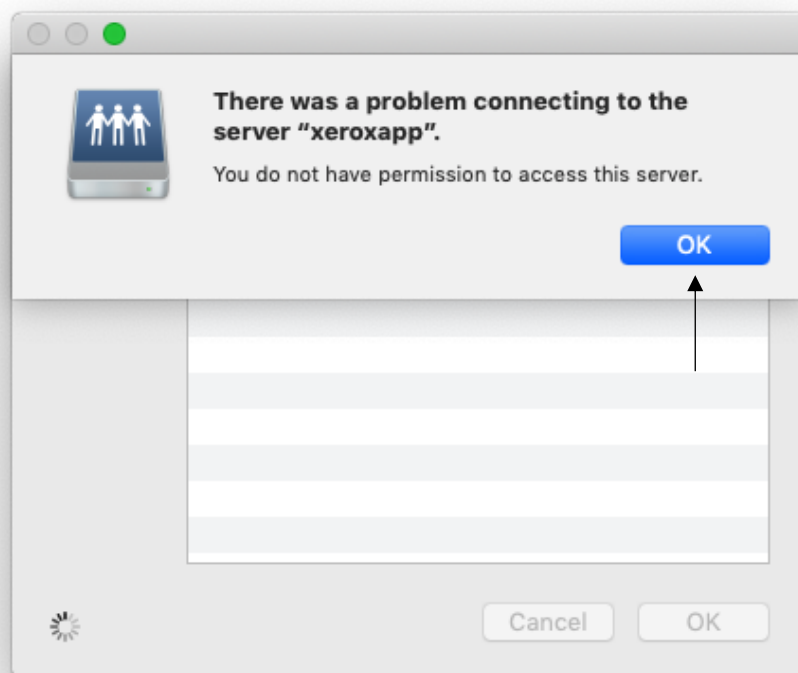 There was a problem connecting to the
server “xeroxapp”.
You do not have permission to access this server.
OK
Cancel
OK